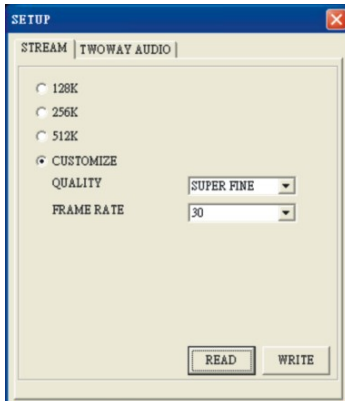 SETUP
STREAM TWOWAY AUDIO
128K
256K
512K
CUSTOMIZE
QUALITY SUPER FINE
FRAME RATE 30
READ WRITE